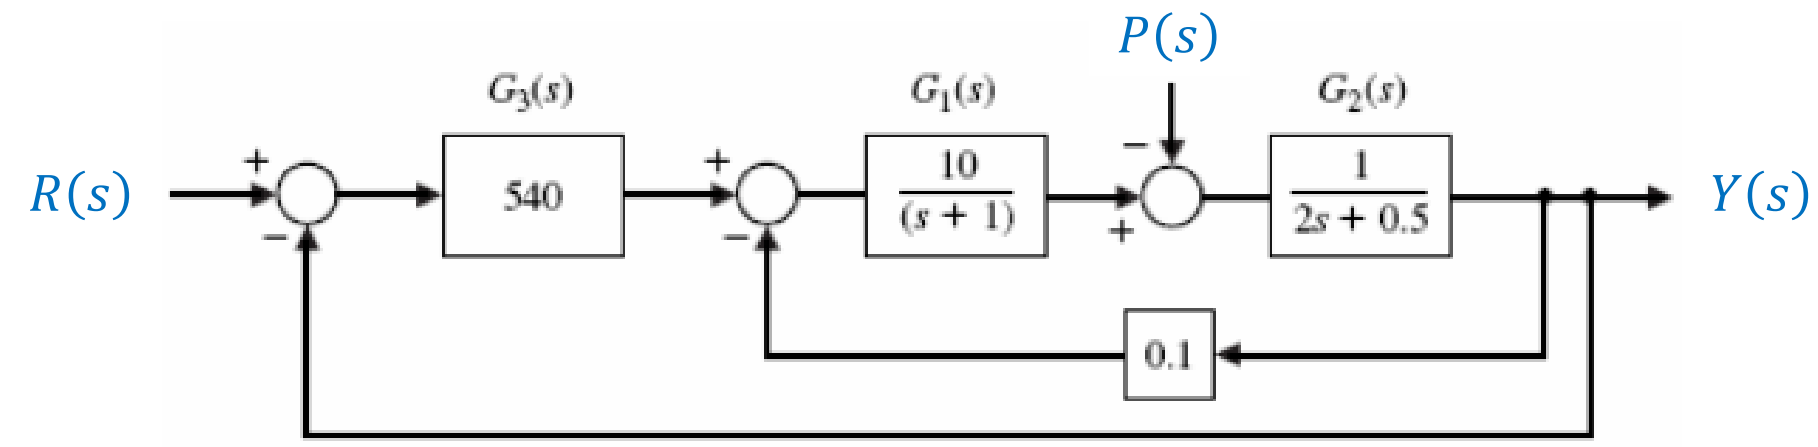 P(s)
G₃(s) G₁(s) G₂(s)
+ + −
R(s) 540 10/(s + 1) 1/(2s + 0.5) Y(s)
− − +
0.1